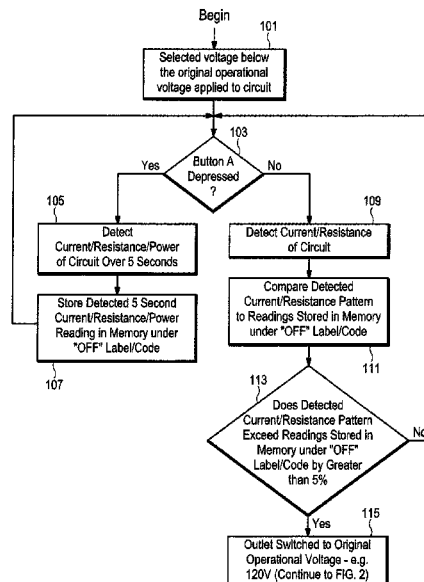 Begin
101
Selected voltage below
the original operational
voltage applied to circuit
103
Button A
Depressed
?
Yes
No
105
Detect
Current/Resistance/Power
of Circuit Over 5 Seconds
109
Detect Current/Resistance
of Circuit
Store Detected 5 Second
Current/Resistance/Power
Reading in Memory under
"OFF" Label/Code
107
Compare Detected
Current/Resistance Pattern
to Readings Stored in Memory
under "OFF" Label/Code
111
113
Does Detected
Current/Resistance Pattern
Exceed Readings Stored in
Memory under "OFF"
Label/Code by Greater
than 5%
No
Yes
115
Outlet Switched to Original
Operational Voltage - e.g.
120V (Continue to FIG. 2)